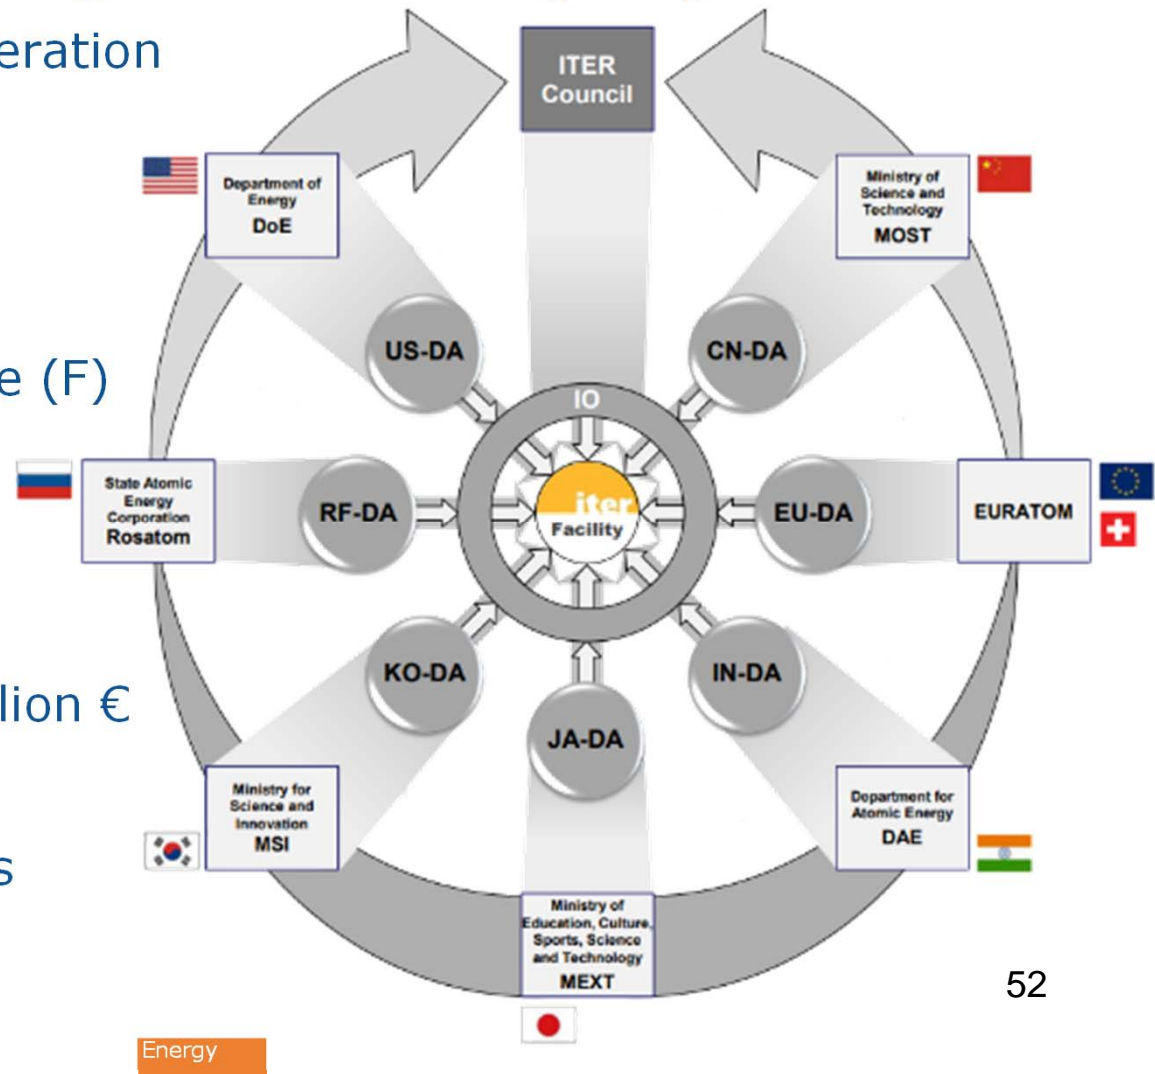 eration
ITER
Council
Department of
Energy
DoE
Ministry of
Science and
Technology
MOST
US-DA
CN-DA
e (F)
IO
State Atomic
Energy
Corporation
Rosatom
RF-DA
iter
Facility
EU-DA
EURATOM
KO-DA
IN-DA
lion €
JA-DA
Ministry for
Science and
Innovation
MSI
Department for
Atomic Energy
DAE
s
Ministry of
Education, Culture,
Sports, Science
and Technology
MEXT
52
Energy